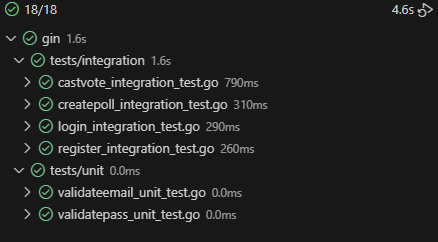 18/18 4.6s
gin 1.6s
tests/integration 1.6s
castvote_integration_test.go 790ms
createpoll_integration_test.go 310ms
login_integration_test.go 290ms
register_integration_test.go 260ms
tests/unit 0.0ms
validateemail_unit_test.go 0.0ms
validatepass_unit_test.go 0.0ms